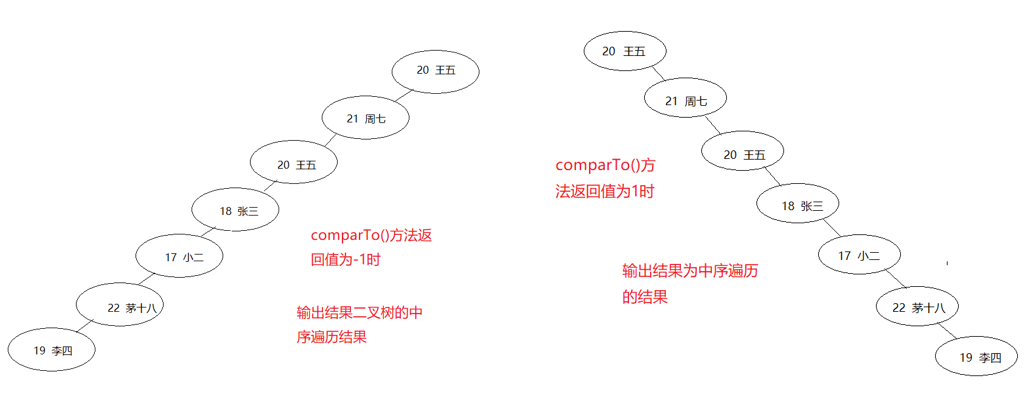 20 王五
21 周七
20 王五
18 张三
17 小二
22 茅十八
19 李四
comparTo()方法返
回值为-1时
输出结果二叉树的中
序遍历结果
20 王五
21 周七
20 王五
18 张三
17 小二
22 茅十八
19 李四
comparTo()方
法返回值为1时
输出结果为中序遍历
的结果